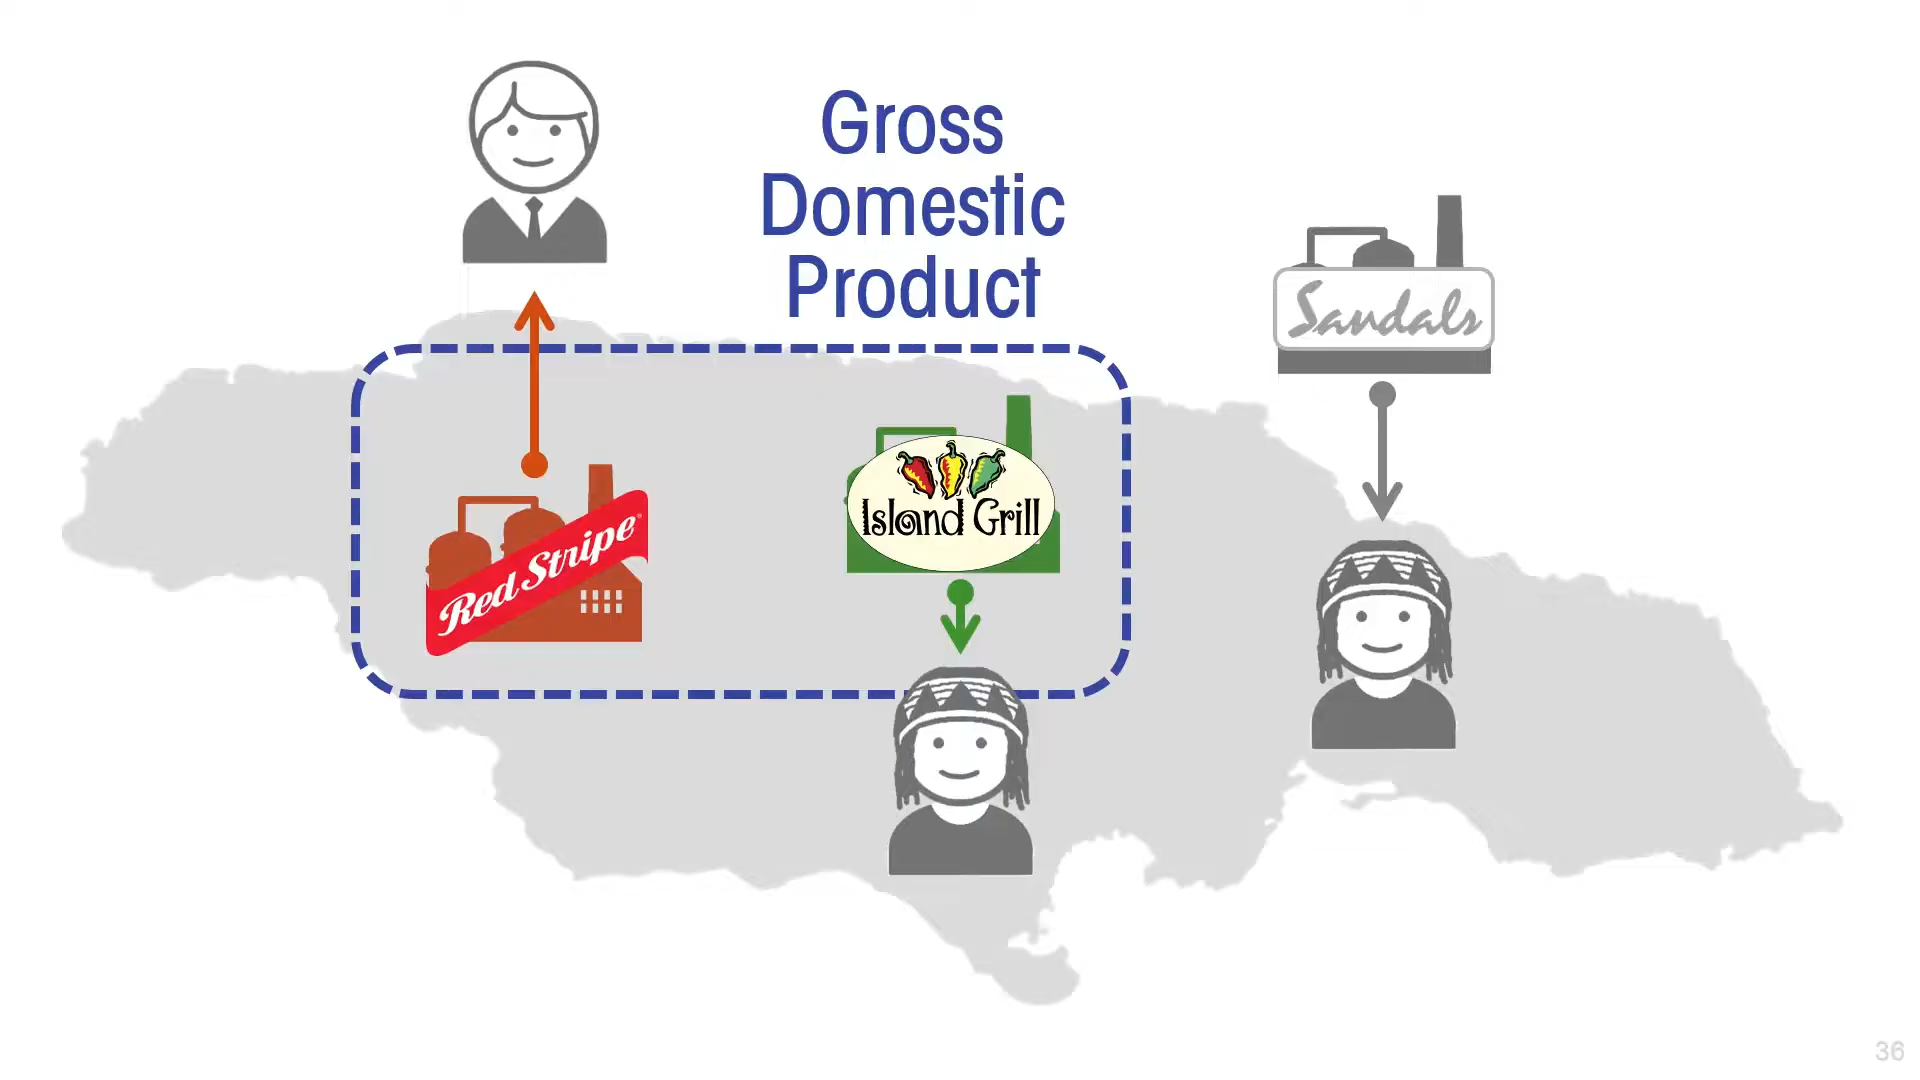 Gross
Domestic
Product
Sandals
Island Grill
Red Stripe
36